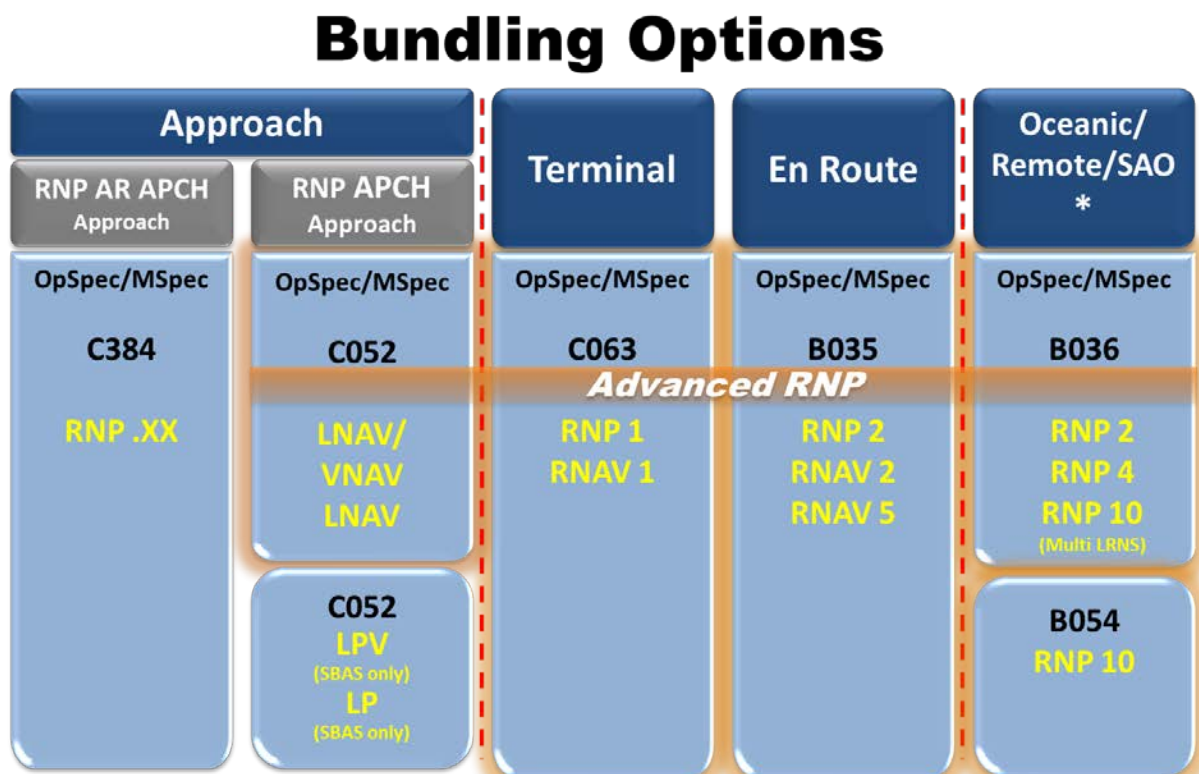 Bundling Options
Approach
RNP AR APCH
Approach
OpSpec/MSpec
C384
RNP .XX
RNP APCH
Approach
OpSpec/MSpec
C052
LNAV/
VNAV
LNAV
C052
LPV
(SBAS only)
LP
(SBAS only)
Terminal
OpSpec/MSpec
C063
RNP 1
RNAV 1
En Route
OpSpec/MSpec
B035
RNP 2
RNAV 2
RNAV 5
Oceanic/
Remote/SAO
*
OpSpec/MSpec
B036
RNP 2
RNP 4
RNP 10
(Multi LRNS)
B054
RNP 10
Advanced RNP